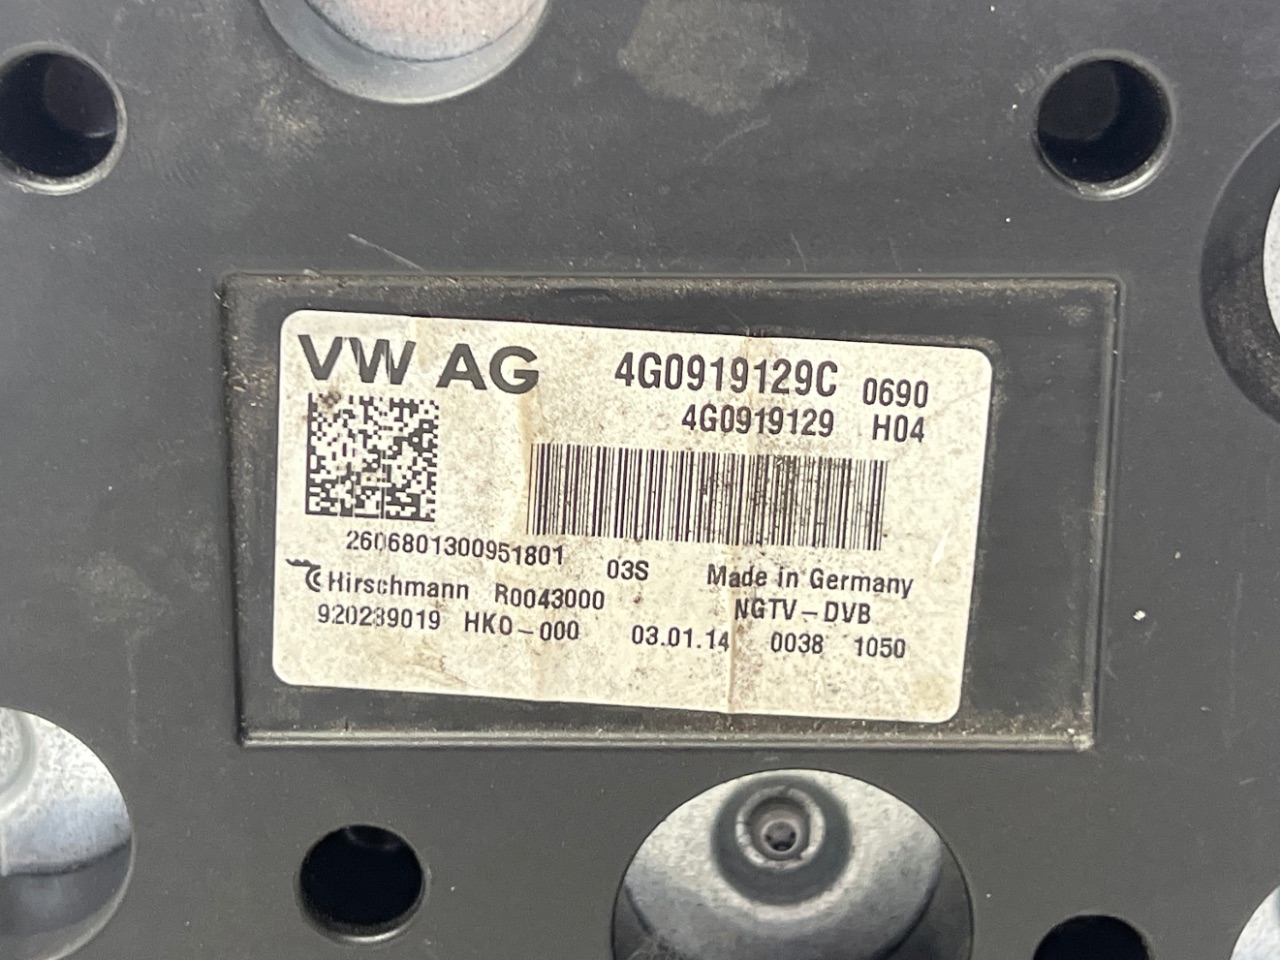 VW AG 4G0919129C 0690
4G0919129 H04
2606801300951801 03S Made in Germany
Hirschmann R0043000 NGTV-DVB
920239019 HKO-000 03.01.14 0038 1050